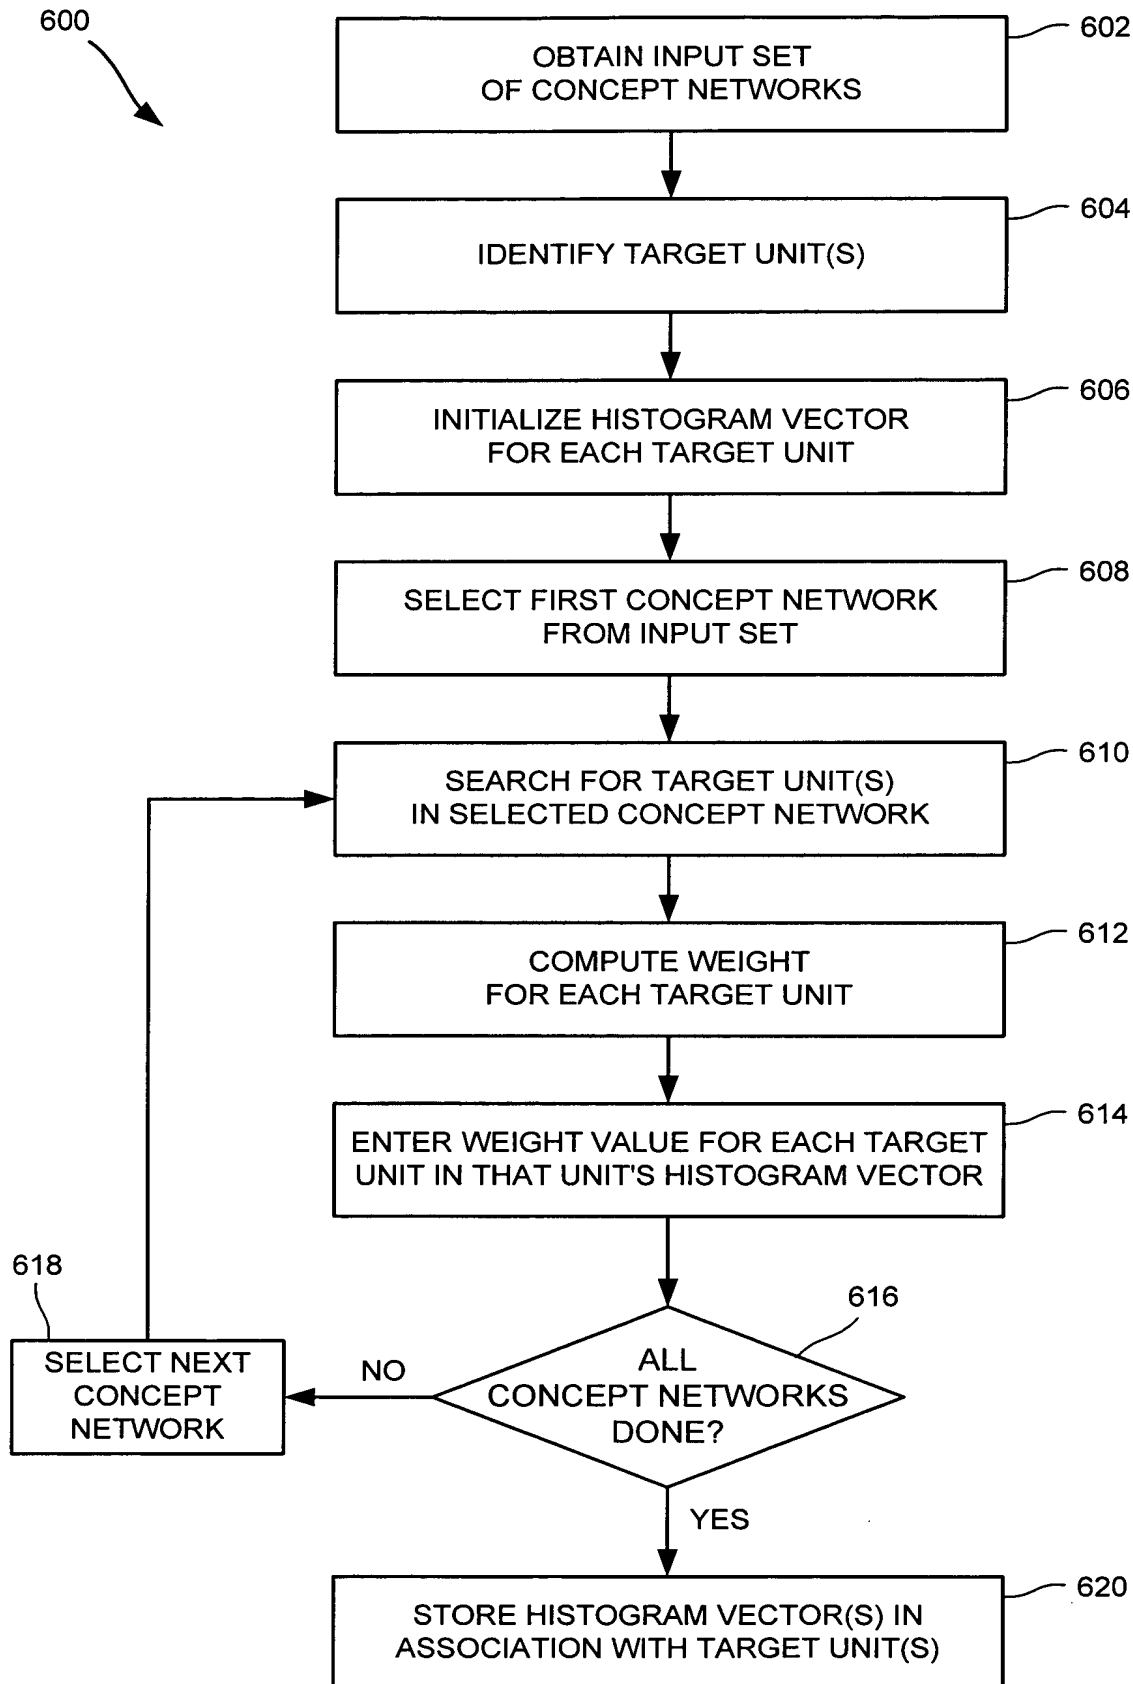 600
602
OBTAIN INPUT SET
OF CONCEPT NETWORKS
604
IDENTIFY TARGET UNIT(S)
606
INITIALIZE HISTOGRAM VECTOR
FOR EACH TARGET UNIT
608
SELECT FIRST CONCEPT NETWORK
FROM INPUT SET
610
SEARCH FOR TARGET UNIT(S)
IN SELECTED CONCEPT NETWORK
612
COMPUTE WEIGHT
FOR EACH TARGET UNIT
614
ENTER WEIGHT VALUE FOR EACH TARGET
UNIT IN THAT UNIT'S HISTOGRAM VECTOR
616
ALL
CONCEPT NETWORKS
DONE?
NO
618
SELECT NEXT
CONCEPT
NETWORK
YES
620
STORE HISTOGRAM VECTOR(S) IN
ASSOCIATION WITH TARGET UNIT(S)